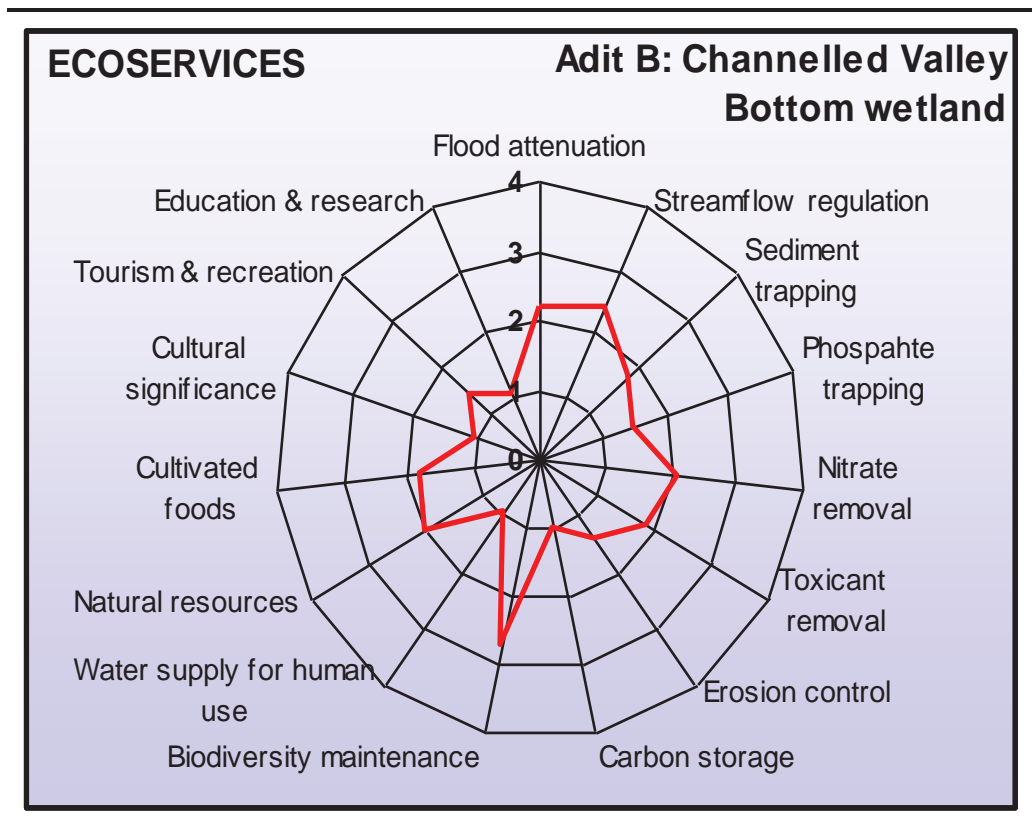 ECOSERVICES
Adit B: Channelled Valley
Bottom wetland
Flood attenuation
4
Education & research
Streamflow regulation
3
Sediment
trapping
Tourism & recreation
2
Cultural
significance
Phospahte
trapping
1
0
Cultivated
foods
Nitrate
removal
Toxicant
removal
Natural resources
Water supply for human
use
Erosion control
Biodiversity maintenance
Carbon storage